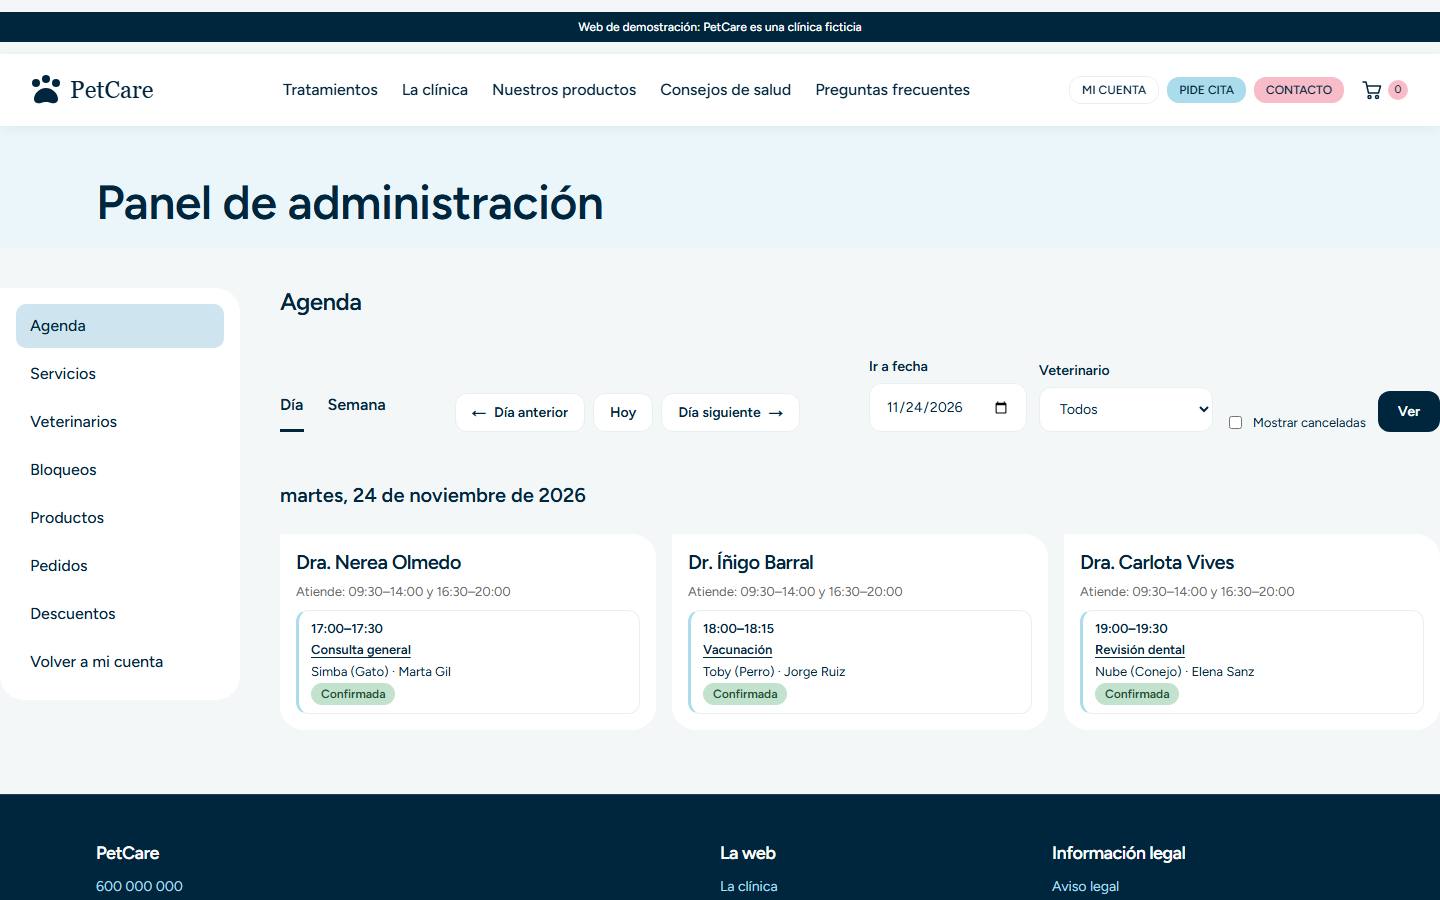 Web de demostración: PetCare es una clínica ficticia
PetCare
Tratamientos
La clínica
Nuestros productos
Consejos de salud
Preguntas frecuentes
MI CUENTA
PIDE CITA
CONTACTO
0
Panel de administración
Agenda
Servicios
Veterinarios
Bloqueos
Productos
Pedidos
Descuentos
Volver a mi cuenta
Agenda
Día
Semana
← Día anterior
Hoy
Día siguiente →
Ir a fecha
11/24/2026
Veterinario
Todos
Mostrar canceladas
Ver
martes, 24 de noviembre de 2026
Dra. Nerea Olmedo
Atiende: 09:30–14:00 y 16:30–20:00
17:00–17:30
Consulta general
Simba (Gato) · Marta Gil
Confirmada
Dr. Íñigo Barral
Atiende: 09:30–14:00 y 16:30–20:00
18:00–18:15
Vacunación
Toby (Perro) · Jorge Ruiz
Confirmada
Dra. Carlota Vives
Atiende: 09:30–14:00 y 16:30–20:00
19:00–19:30
Revisión dental
Nube (Conejo) · Elena Sanz
Confirmada
PetCare
600 000 000
La web
La clínica
Información legal
Aviso legal